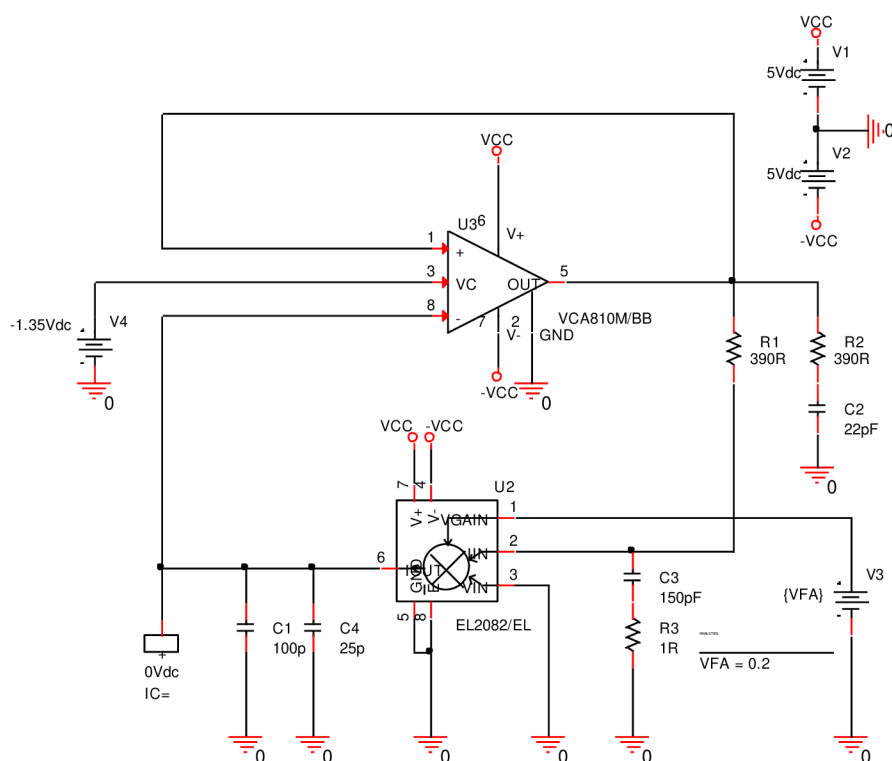 VCC
V1
5Vdc
0
V2
5Vdc
-VCC
VCC
U3
6
V+
1
+
3
VC
OUT
5
8
-
7
2
V-
GND
VCA810M/BB
-VCC
0
-1.35Vdc
V4
0
R1
390R
R2
390R
C2
22pF
0
VCC
-VCC
7
4
U2
V+
V-
VGAIN
1
IIN
2
VIN
3
6
IOUT
GND
E
5
8
EL2082/EL
V3
{VFA}
C3
150pF
R3
1R
VFA = 0.2
C1
100p
C4
25p
+
0Vdc
IC=
0
0
0
0
0
0